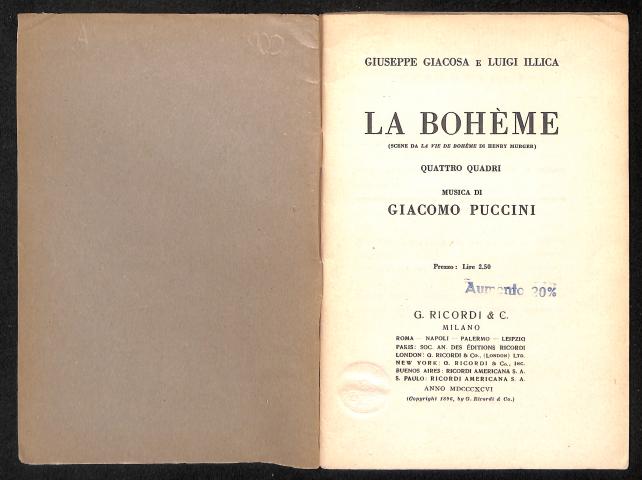 GIUSEPPE GIACOSA E LUIGI ILLICA
LA BOHÈME
(SCENE DA LA VIE DE BOHÊME DI HENRY MURGER)
QUATTRO QUADRI
MUSICA DI
GIACOMO PUCCINI
Prezzo: Lire 2.50
Aumento 20%
G. RICORDI & C.
MILANO
ROMA — NAPOLI — PALERMO — LEIPZIG
PARIS: SOC. AN. DES ÉDITIONS RICORDI
LONDON: G. RICORDI & Co., (LONDON) LTD.
NEW YORK: G. RICORDI & Co., INC.
BUENOS AIRES: RICORDI AMERICANA S. A.
S. PAULO: RICORDI AMERICANA S. A.
ANNO MDCCCXCVI
(Copyright 1896, by G. Ricordi & Co.)